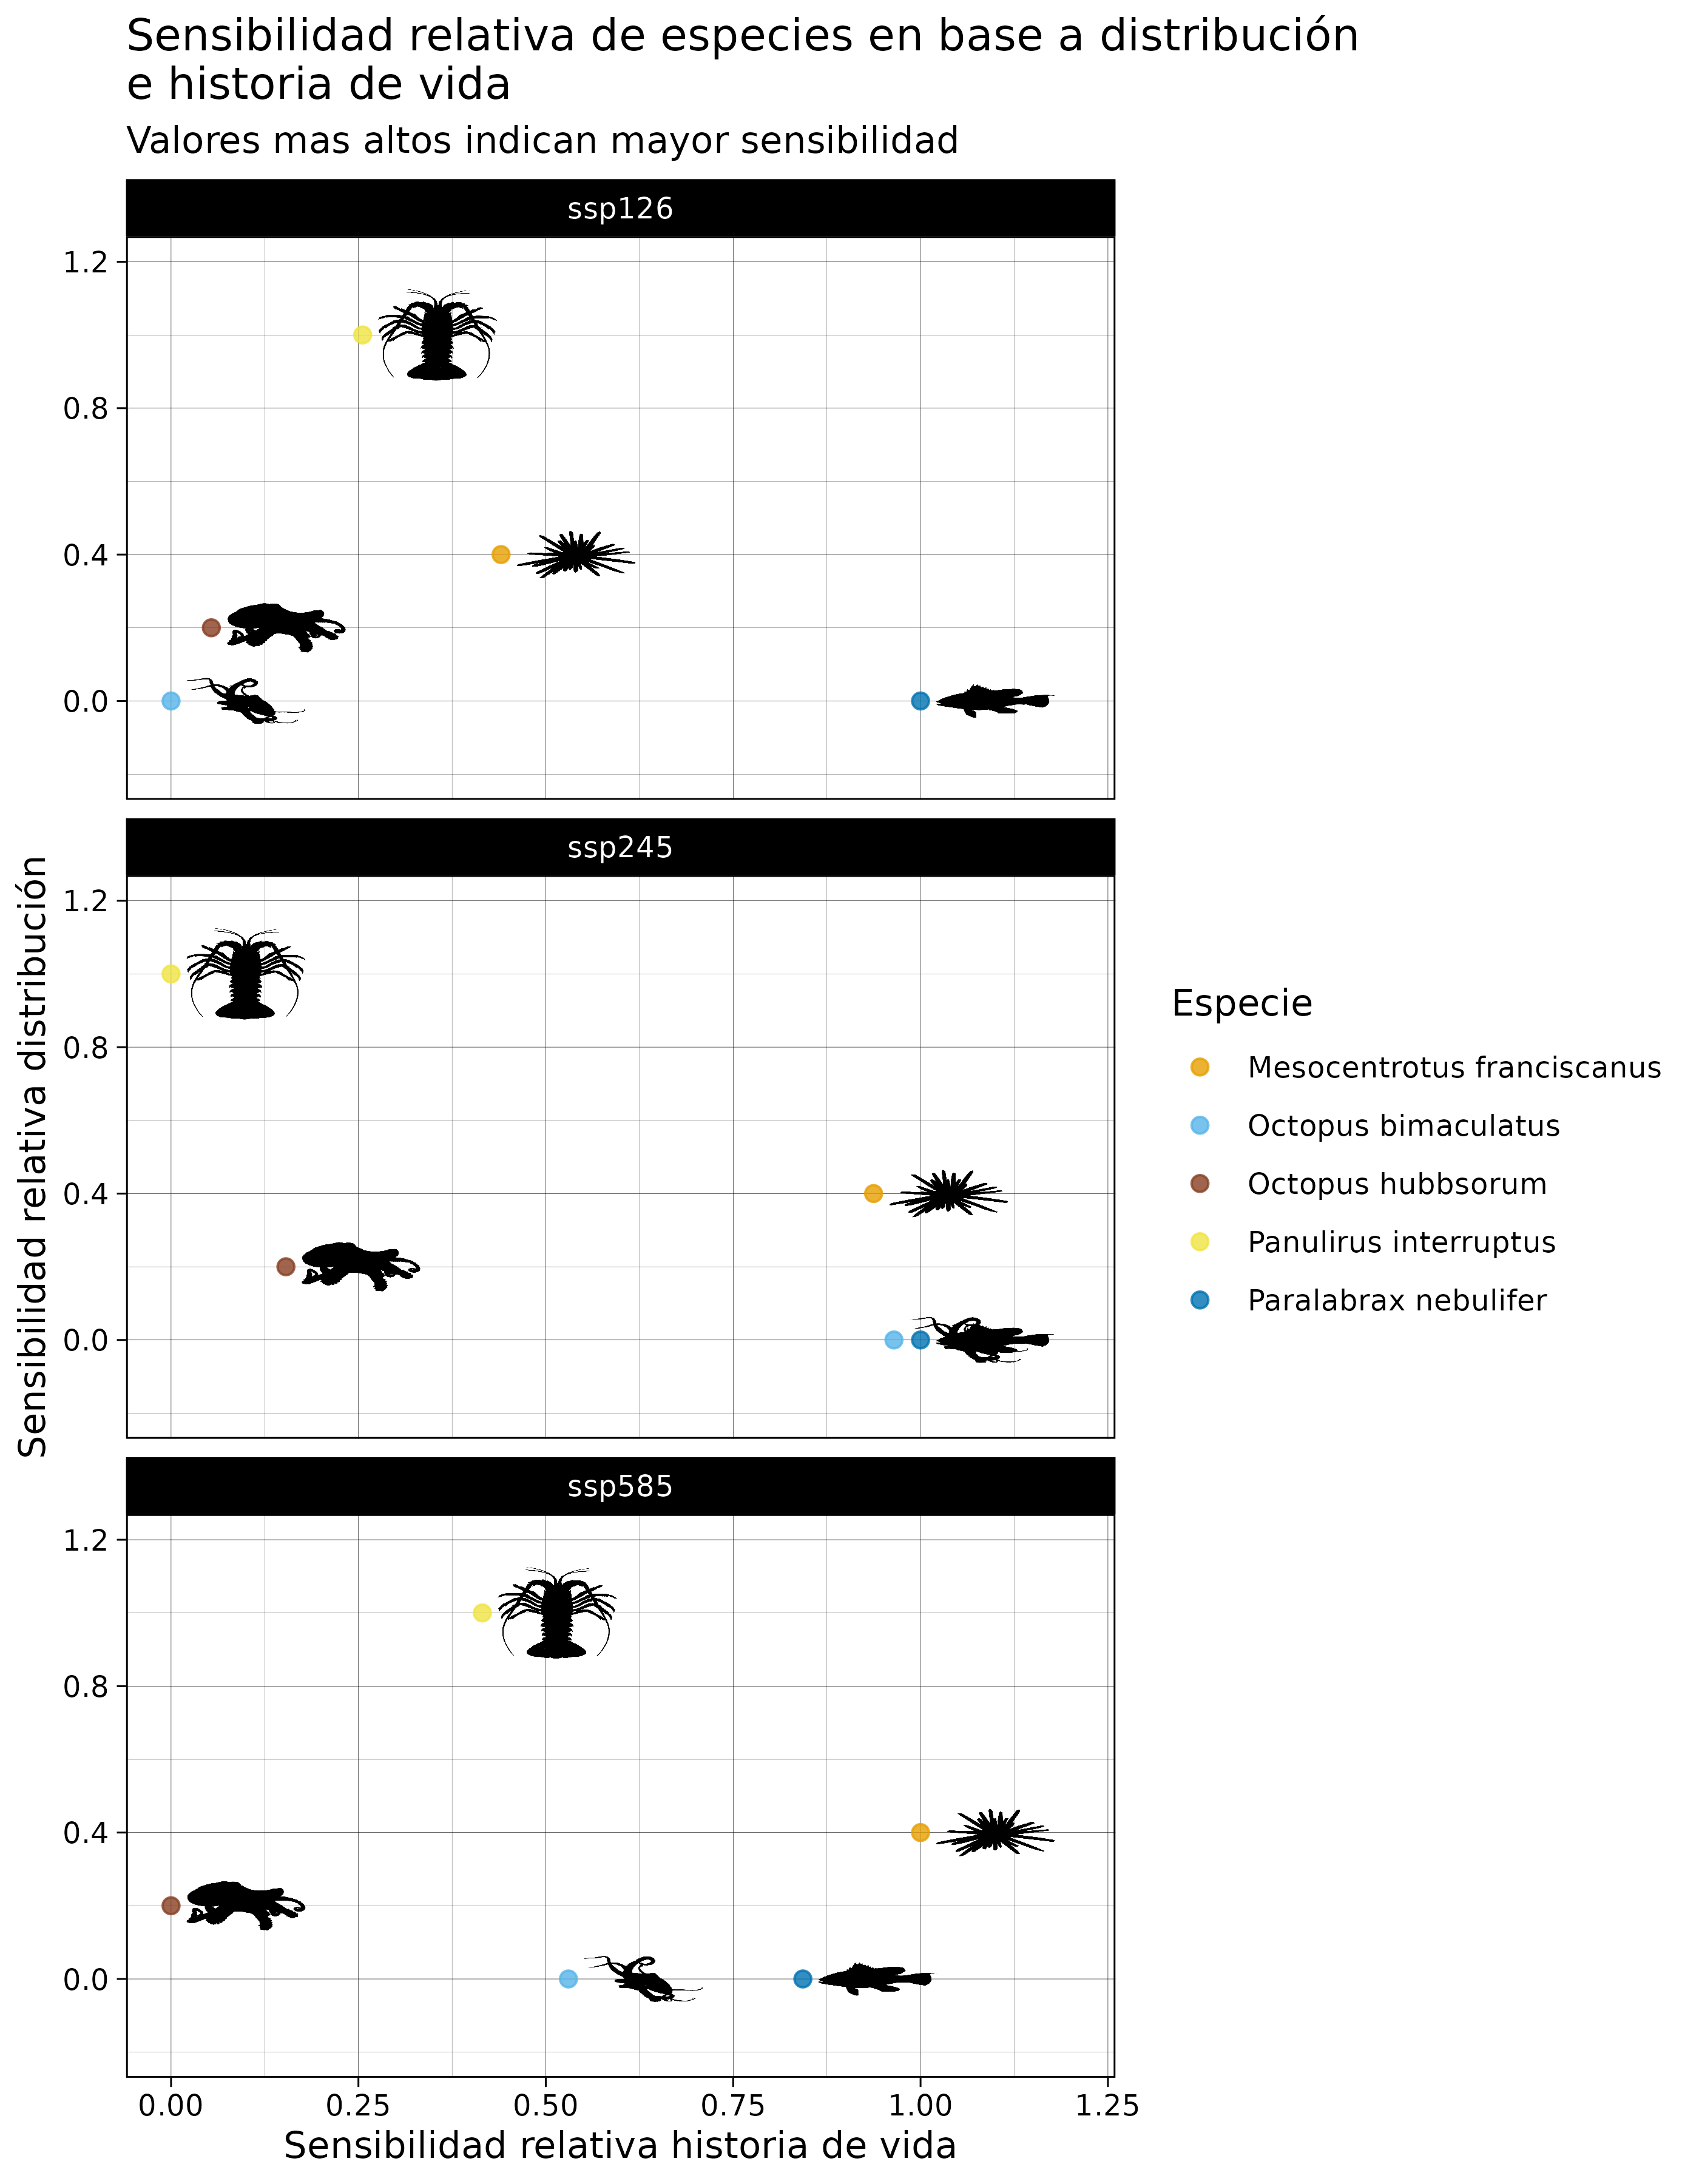 Sensibilidad relativa de especies en base a distribución
e historia de vida
Valores mas altos indican mayor sensibilidad
ssp126
1.2
0.8
0.4
0.0
ssp245
1.2
0.8
0.4
0.0
ssp585
1.2
0.8
0.4
0.0
0.00 0.25 0.50 0.75 1.00 1.25
Sensibilidad relativa historia de vida
Sensibilidad relativa distribución
Especie
Mesocentrotus franciscanus
Octopus bimaculatus
Octopus hubbsorum
Panulirus interruptus
Paralabrax nebulifer